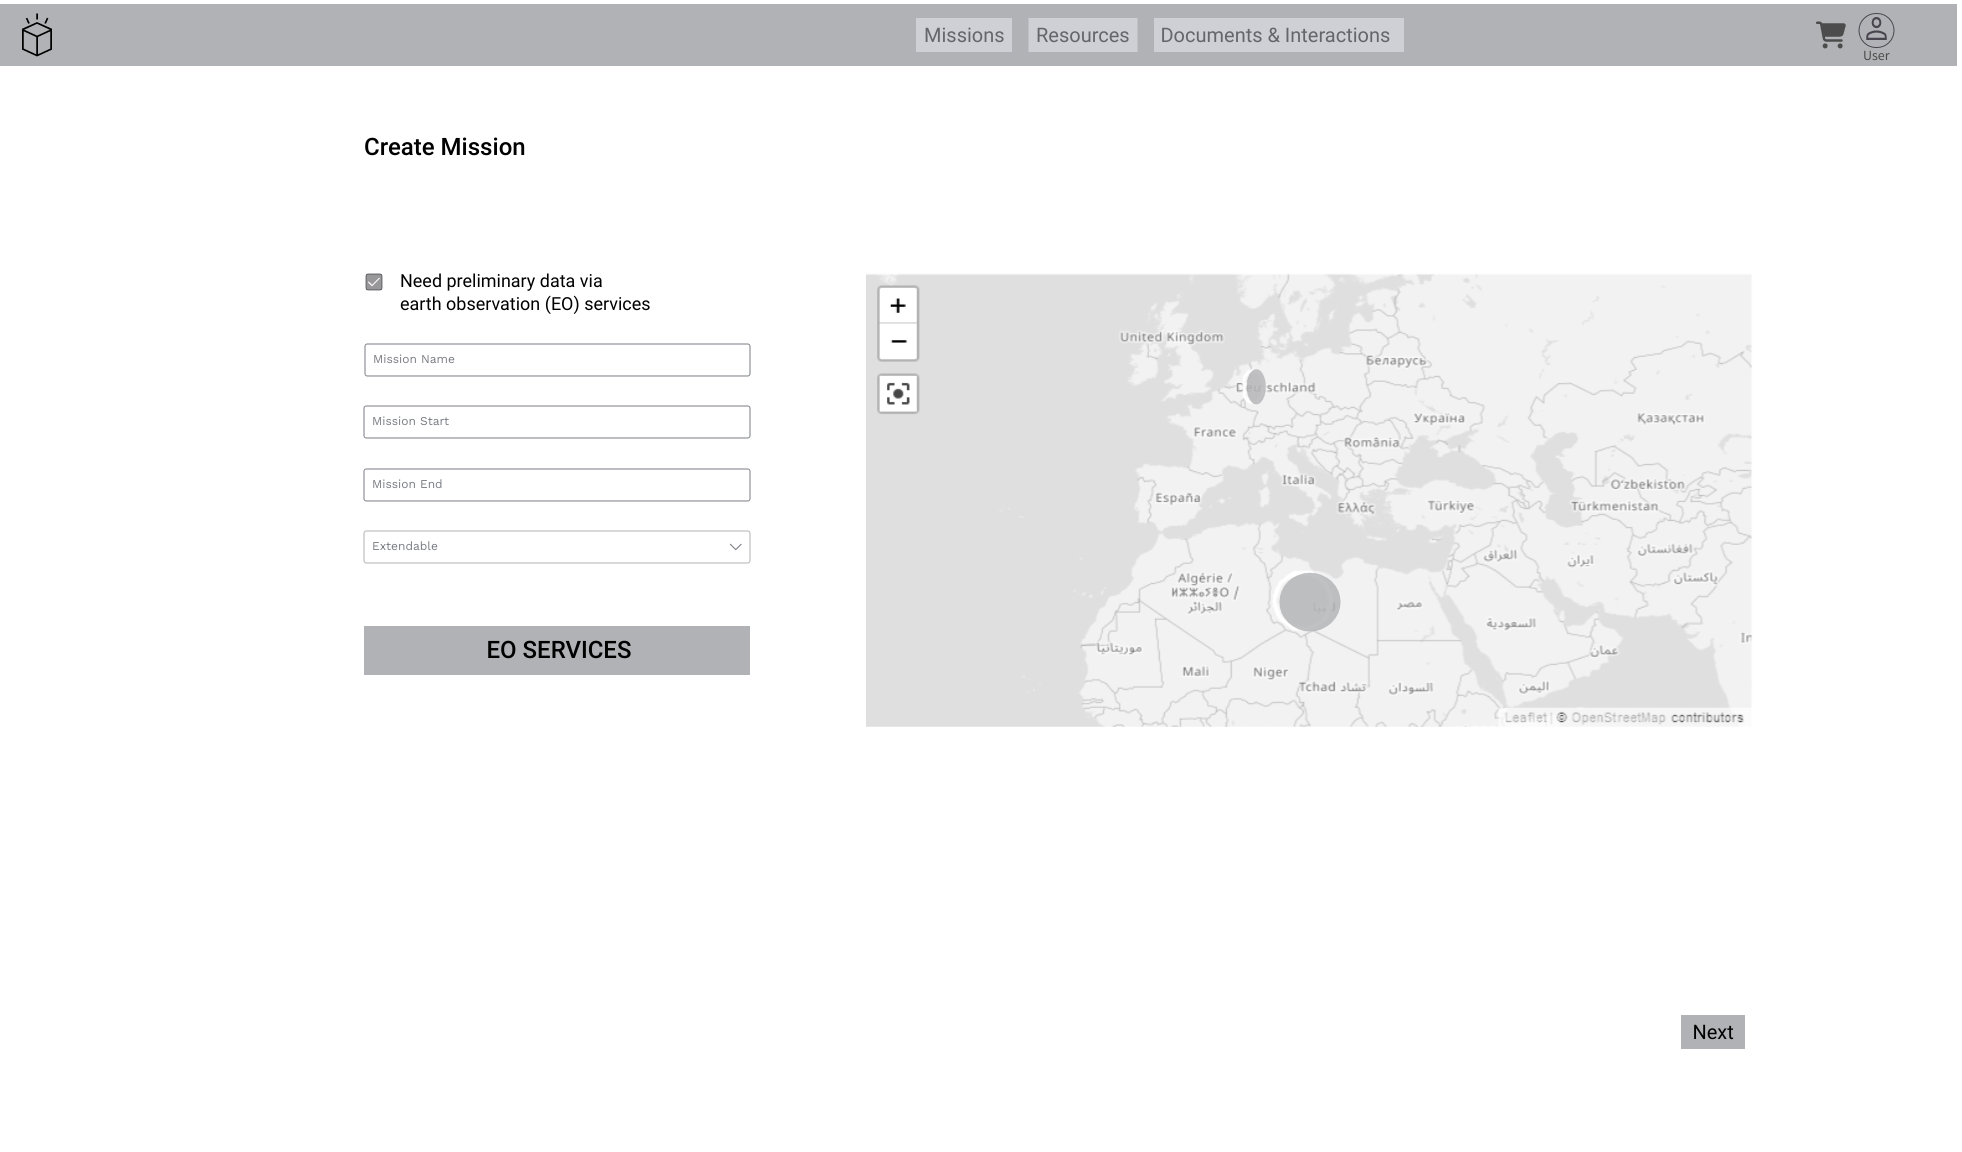 Missions
Resources
Documents & Interactions
User
Create Mission
Need preliminary data via
earth observation (EO) services
Mission Name
Mission Start
Mission End
Extendable
EO SERVICES
+
−
United Kingdom
Беларусь
schland
Україна
Қазақстан
France
România
Italia
O'zbekiston
España
Ελλάς
Türkiye
Türkmenistan
العراق
ايران
افغانستان
پاکستان
Algérie /
ⵍⵣⵣⴰⵢⴻⵔ /
الجزائر
مصر
السعودية
موريتانيا
عمان
Mali
Niger
Tchad تشاد
السودان
اليمن
Leaflet | © OpenStreetMap contributors
Next